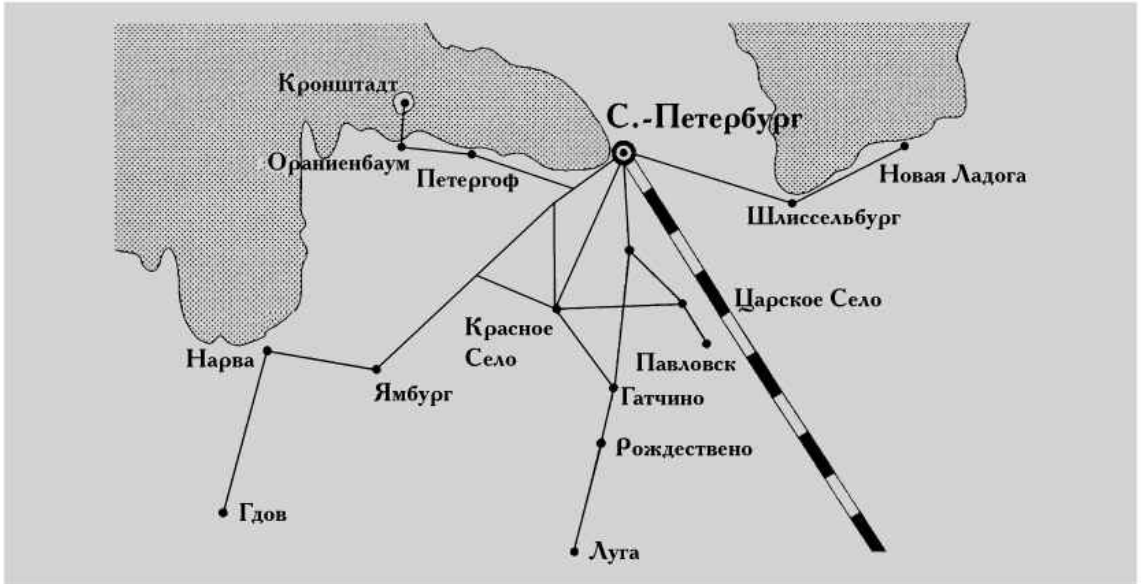 Кронштадт
С.-Петербург
Ораниенбаум
Петергоф
Новая Ладога
Шлиссельбург
Царское Село
Красное
Село
Нарва
Павловск
Ямбург
Гатчино
Рождествено
Гдов
Луга